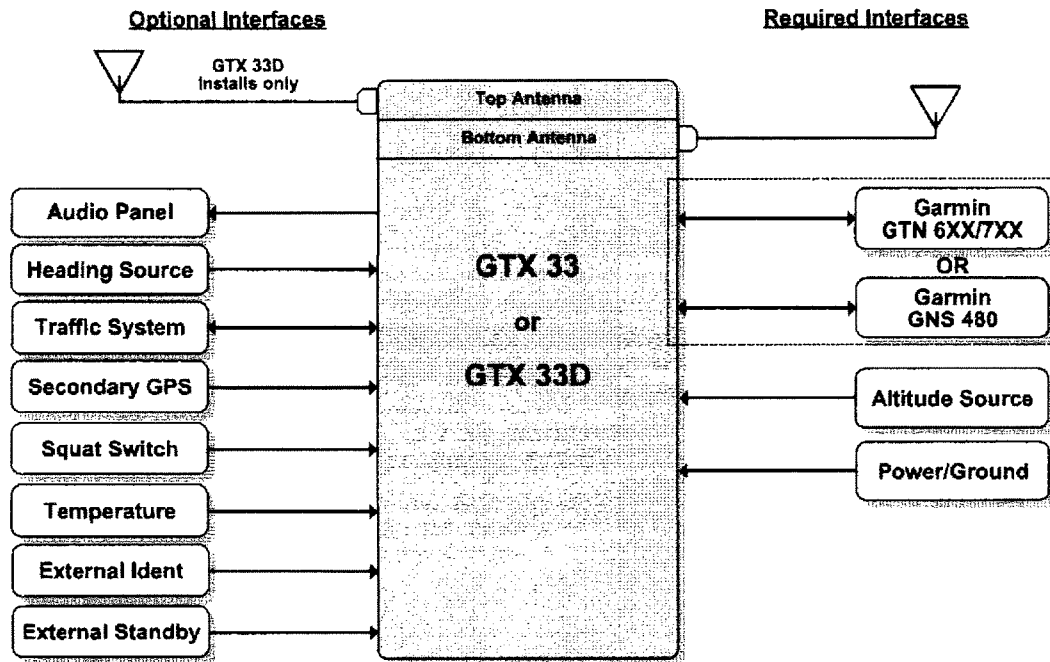 Optional Interfaces
Required Interfaces
GTX 33D
Installs only
Top Antenna
Bottom Antenna
Audio Panel
Heading Source
Traffic System
Secondary GPS
Squat Switch
Temperature
External Ident
External Standby
GTX 33
or
GTX 33D
Garmin
GTN 6XX/7XX
OR
Garmin
GNS 480
Altitude Source
Power/Ground